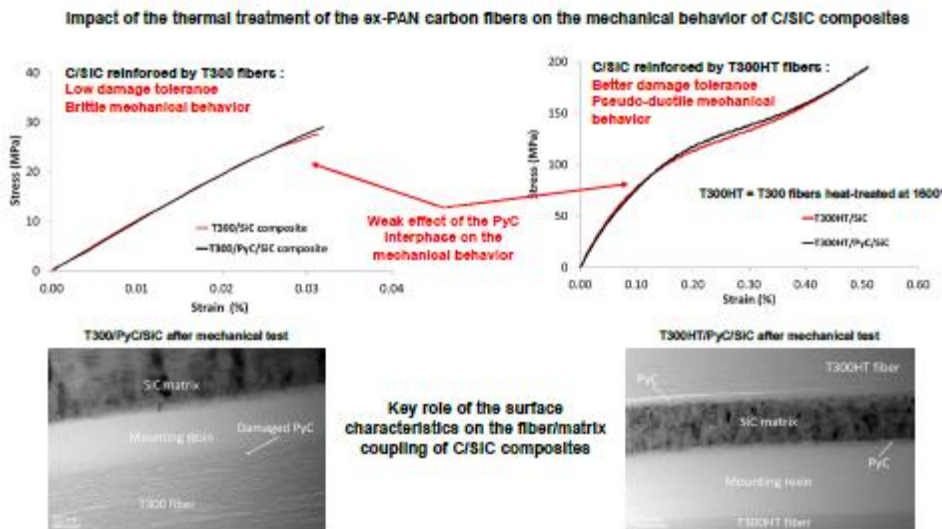 Impact of the thermal treatment of the ex-PAN carbon fibers on the mechanical behavior of C/SiC composites
40
30
20
10
0
Stress (MPa)
C/SiC reinforced by T300 fibers :
Low damage tolerance
Brittle mechanical behavior
T300/SiC composite
T300/PyC/SiC composite
0.00
0.01
0.02
0.03
0.04
Strain (%)
Weak effect of the PyC
interphase on the
mechanical behavior
200
150
100
50
0
Stress (MPa)
C/SiC reinforced by T300HT fibers :
Better damage tolerance
Pseudo-ductile mechanical
behavior
T300HT = T300 fibers heat-treated at 1600°
T300HT/SiC
T300HT/PyC/SiC
0.00
0.10
0.20
0.30
0.40
0.50
0.60
Strain (%)
T300/PyC/SiC after mechanical test
SiC matrix
Mounting resin
Damaged PyC
T300 fiber
Key role of the surface
characteristics on the fiber/matrix
coupling of C/SiC composites
T300HT/PyC/SiC after mechanical test
T300HT fiber
PyC
SiC matrix
PyC
Mounting resin
T300HT fiber